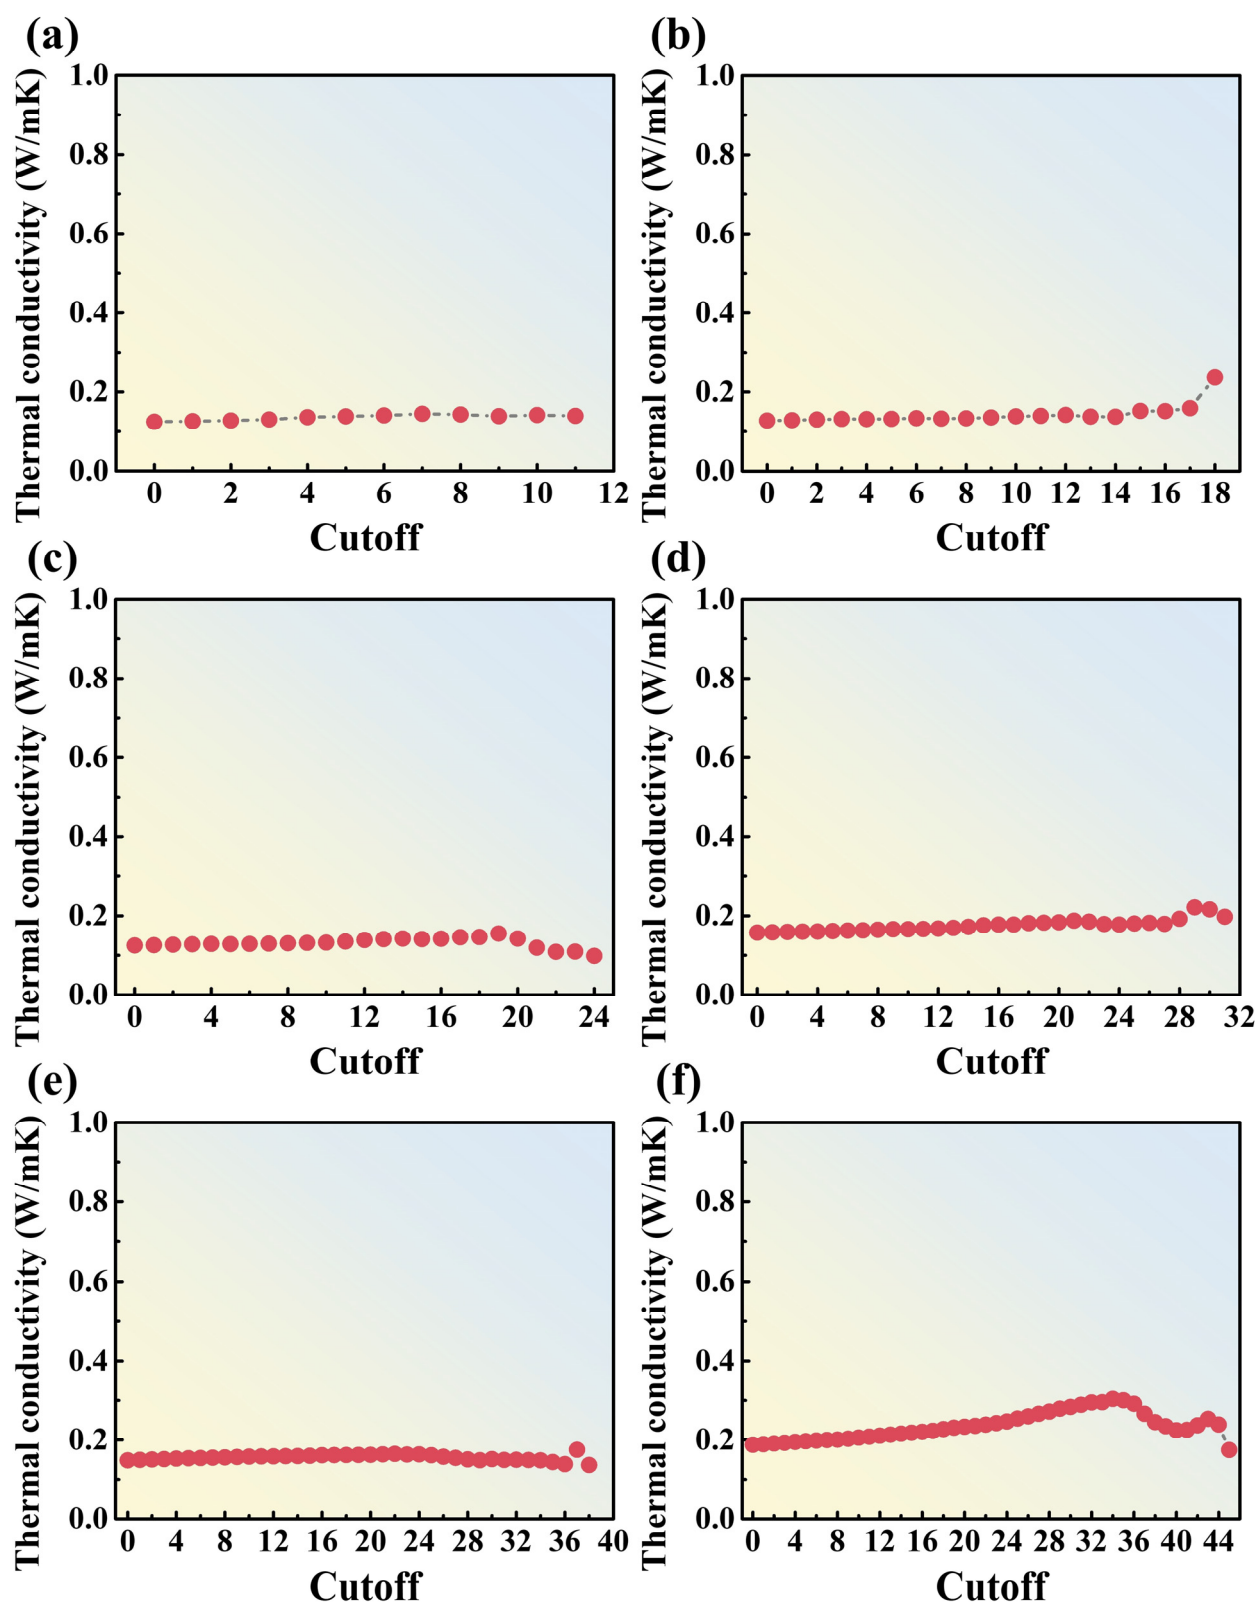 (a)
Thermal conductivity (W/mK)
1.0
0.8
0.6
0.4
0.2
0.0
0 2 4 6 8 10 12
Cutoff
(b)
Thermal conductivity (W/mK)
1.0
0.8
0.6
0.4
0.2
0.0
0 2 4 6 8 10 12 14 16 18
Cutoff
(c)
Thermal conductivity (W/mK)
1.0
0.8
0.6
0.4
0.2
0.0
0 4 8 12 16 20 24
Cutoff
(d)
Thermal conductivity (W/mK)
1.0
0.8
0.6
0.4
0.2
0.0
0 4 8 12 16 20 24 28 32
Cutoff
(e)
Thermal conductivity (W/mK)
1.0
0.8
0.6
0.4
0.2
0.0
0 4 8 12 16 20 24 28 32 36 40
Cutoff
(f)
Thermal conductivity (W/mK)
1.0
0.8
0.6
0.4
0.2
0.0
0 4 8 12 16 20 24 28 32 36 40 44
Cutoff